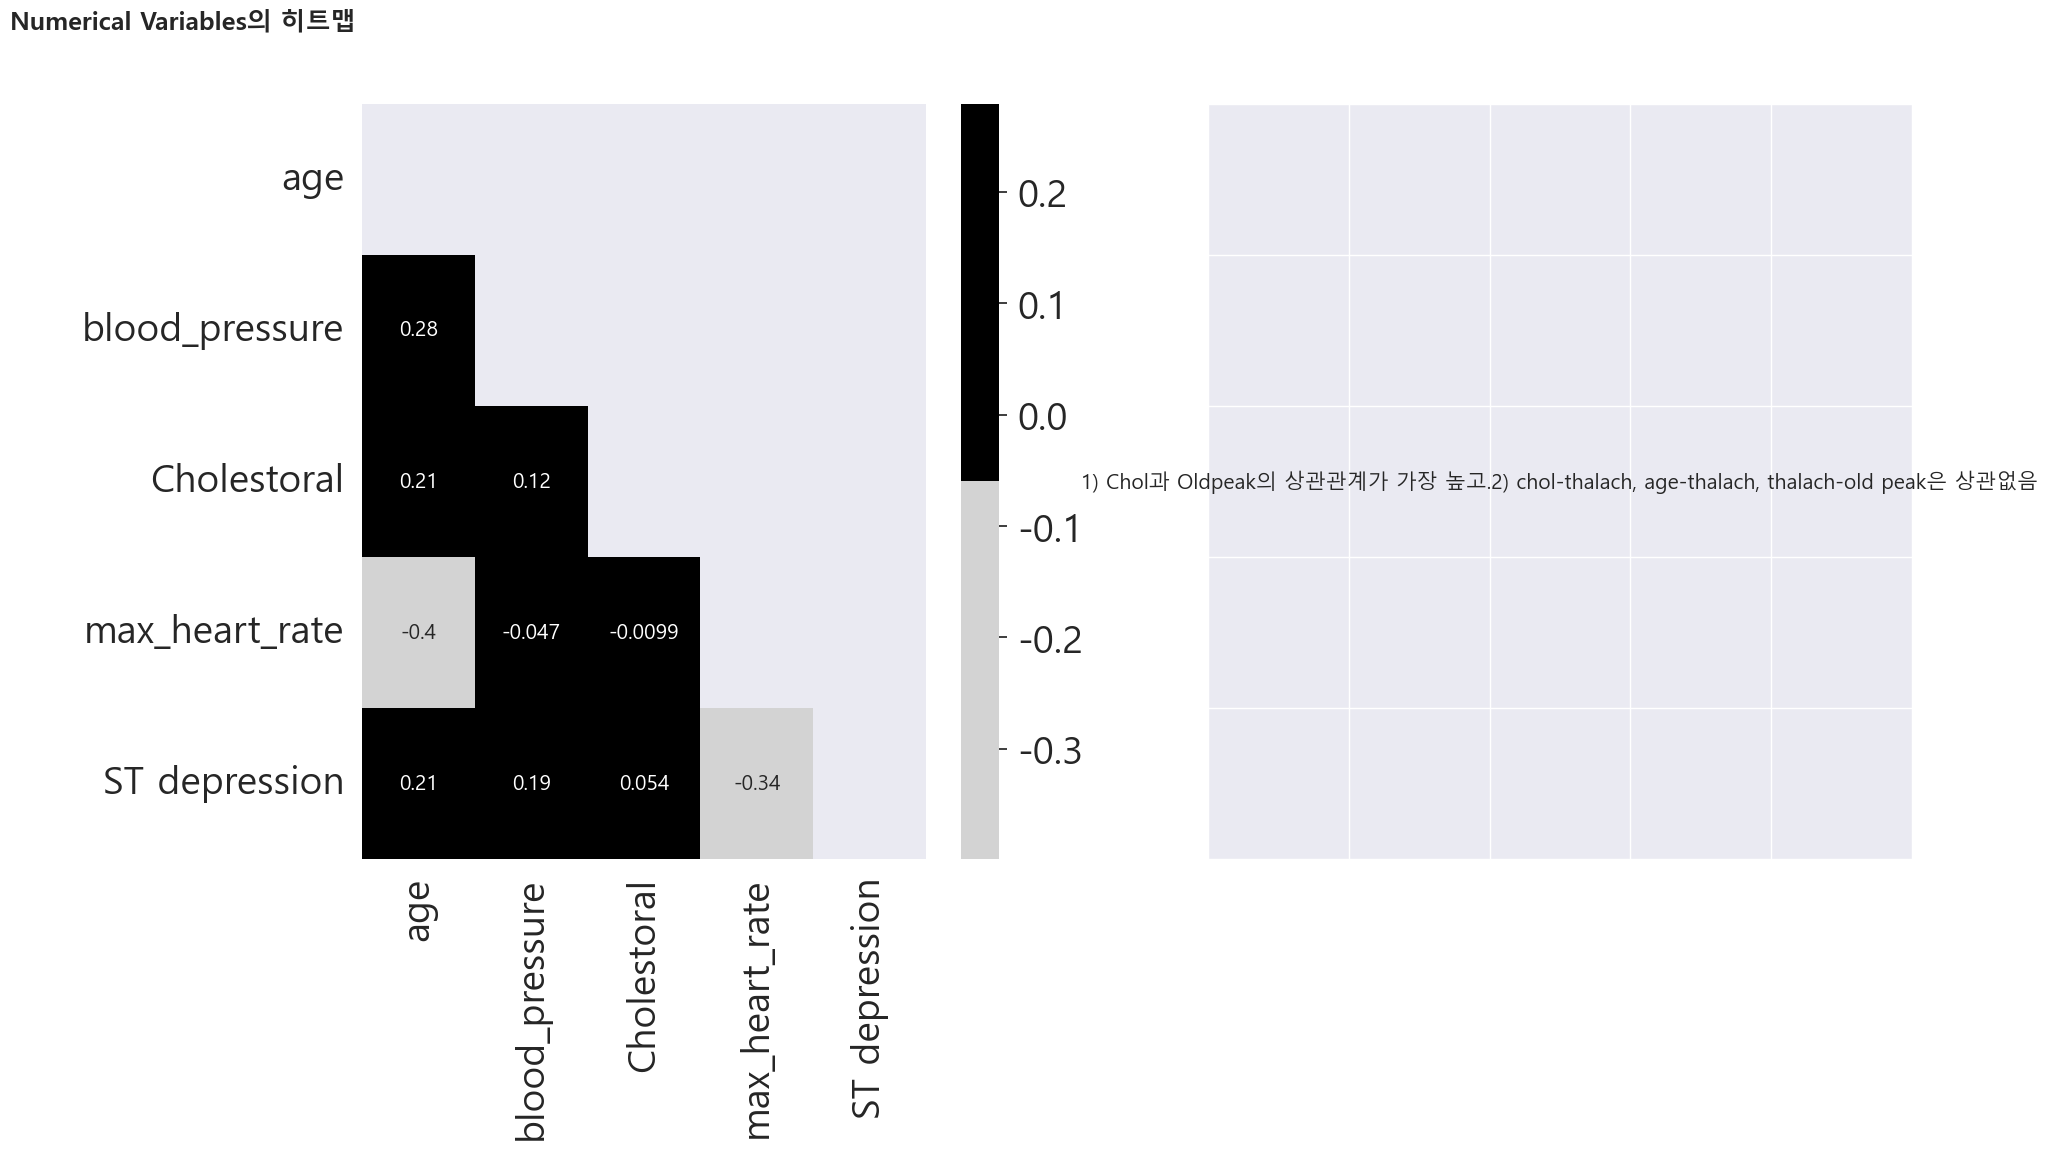 Numerical Variables의 히트맵
age
blood_pressure
0.28
Cholestoral
0.21 0.12
max_heart_rate
-0.4 -0.047 -0.0099
ST depression
0.21 0.19 0.054 -0.34
age blood_pressure Cholestoral max_heart_rate ST depression
0.2
0.1
0.0
-0.1
-0.2
-0.3
1) Chol과 Oldpeak의 상관관계가 가장 높고.2) chol-thalach, age-thalach, thalach-old peak은 상관없음